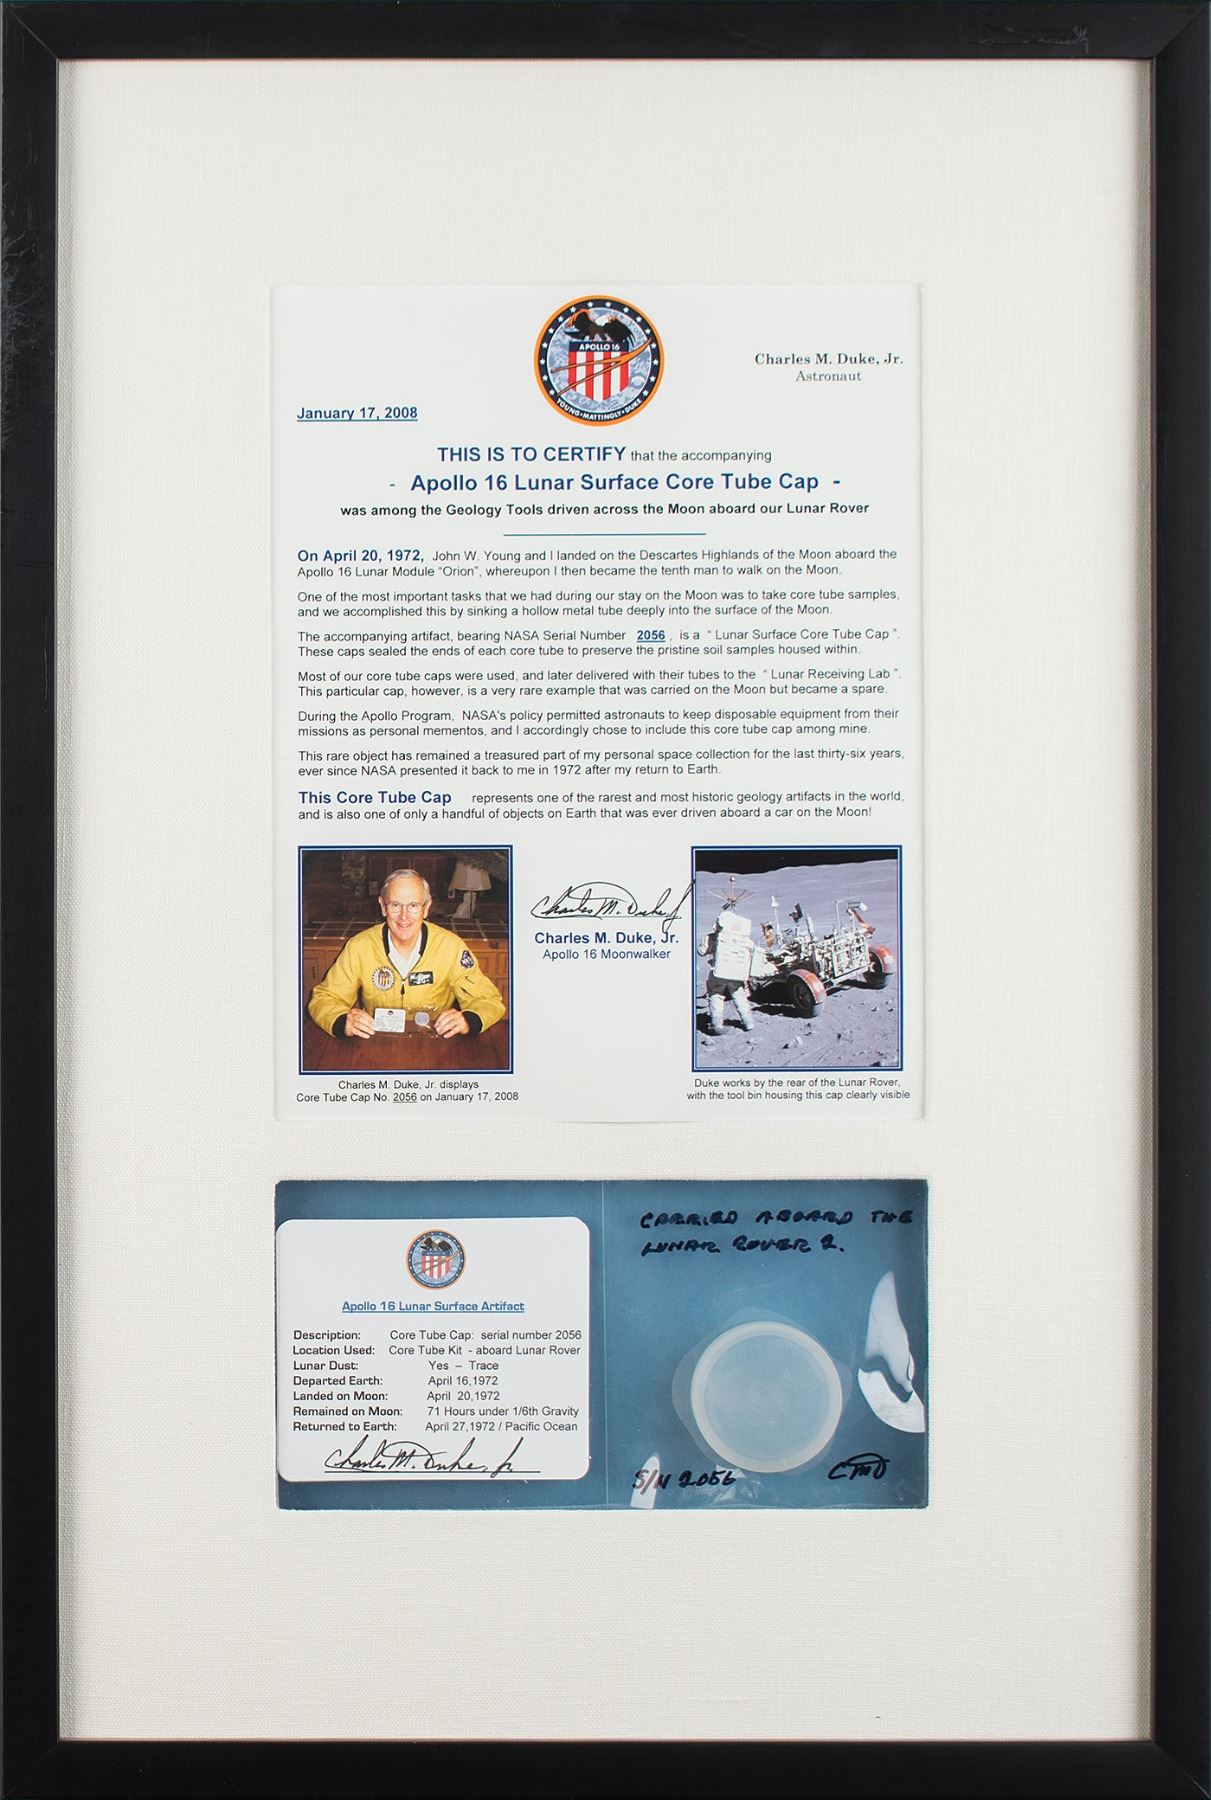 APOLLO 16
YOUNG · MATTINGLY · DUKE
Charles M. Duke, Jr.
Astronaut
January 17, 2008
THIS IS TO CERTIFY that the accompanying
- Apollo 16 Lunar Surface Core Tube Cap -
was among the Geology Tools driven across the Moon aboard our Lunar Rover
On April 20, 1972, John W. Young and I landed on the Descartes Highlands of the Moon aboard the
Apollo 16 Lunar Module “Orion”, whereupon I then became the tenth man to walk on the Moon.
One of the most important tasks that we had during our stay on the Moon was to take core tube samples,
and we accomplished this by sinking a hollow metal tube deeply into the surface of the Moon.
The accompanying artifact, bearing NASA Serial Number 2056 , is a “ Lunar Surface Core Tube Cap ”.
These caps sealed the ends of each core tube to preserve the pristine soil samples housed within.
Most of our core tube caps were used, and later delivered with their tubes to the “ Lunar Receiving Lab ”.
This particular cap, however, is a very rare example that was carried on the Moon but became a spare.
During the Apollo Program, NASA's policy permitted astronauts to keep disposable equipment from their
missions as personal mementos, and I accordingly chose to include this core tube cap among mine.
This rare object has remained a treasured part of my personal space collection for the last thirty-six years,
ever since NASA presented it back to me in 1972 after my return to Earth.
This Core Tube Cap represents one of the rarest and most historic geology artifacts in the world,
and is also one of only a handful of objects on Earth that was ever driven aboard a car on the Moon!
Charles M. Duke, Jr.
Charles M. Duke, Jr.
Apollo 16 Moonwalker
Charles M. Duke, Jr. displays
Core Tube Cap No. 2056 on January 17, 2008
Duke works by the rear of the Lunar Rover,
with the tool bin housing this cap clearly visible
Apollo 16 Lunar Surface Artifact
Description: Core Tube Cap: serial number 2056
Location Used: Core Tube Kit - aboard Lunar Rover
Lunar Dust: Yes – Trace
Departed Earth: April 16,1972
Landed on Moon: April 20,1972
Remained on Moon: 71 Hours under 1/6th Gravity
Returned to Earth: April 27,1972 / Pacific Ocean
Charles M. Duke, Jr.
CARRIED ABOARD THE
LUNAR ROVER 2.
S/N 2056
CMD